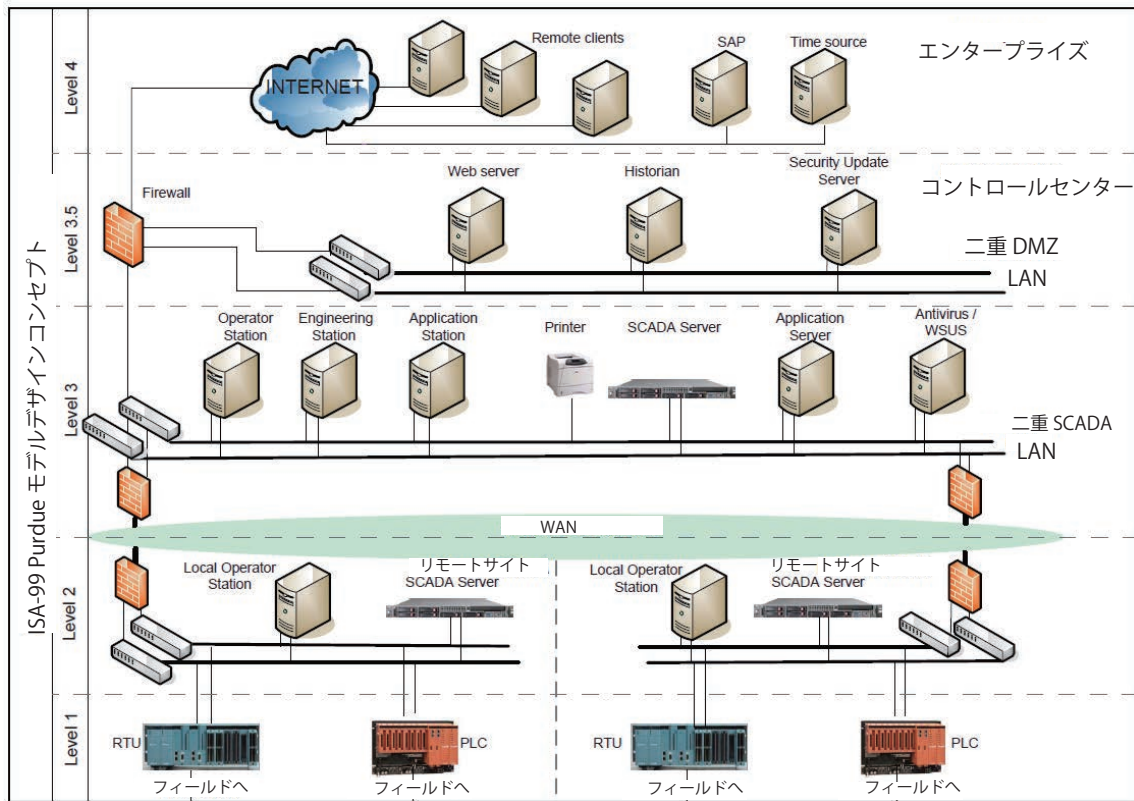 ISA-99 Purdue モデルデザインコンセプト
Level 4
INTERNET
Remote clients
SAP
Time source
エンタープライズ
Level 3.5
Firewall
Web server
Historian
Security Update
Server
コントロールセンター
二重 DMZ
LAN
Level 3
Operator
Station
Engineering
Station
Application
Station
Printer
SCADA Server
Application
Server
Antivirus /
WSUS
二重 SCADA
LAN
WAN
Level 2
Local Operator
Station
リモートサイト
SCADA Server
Local Operator
Station
リモートサイト
SCADA Server
Level 1
RTU
PLC
RTU
PLC
フィールドへ
フィールドへ
フィールドへ
フィールドへ